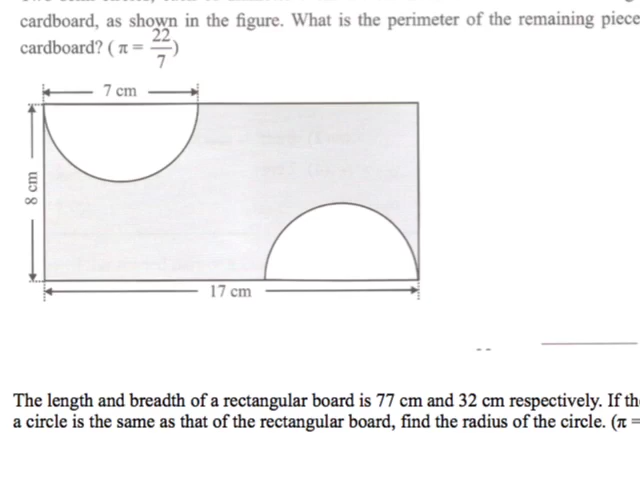 cardboard, as shown in the figure. What is the perimeter of the remaining piece
cardboard? ( π = 22/7 )
7 cm
8 cm
17 cm
The length and breadth of a rectangular board is 77 cm and 32 cm respectively. If
a circle is the same as that of the rectangular board, find the radius of the circle. (π =